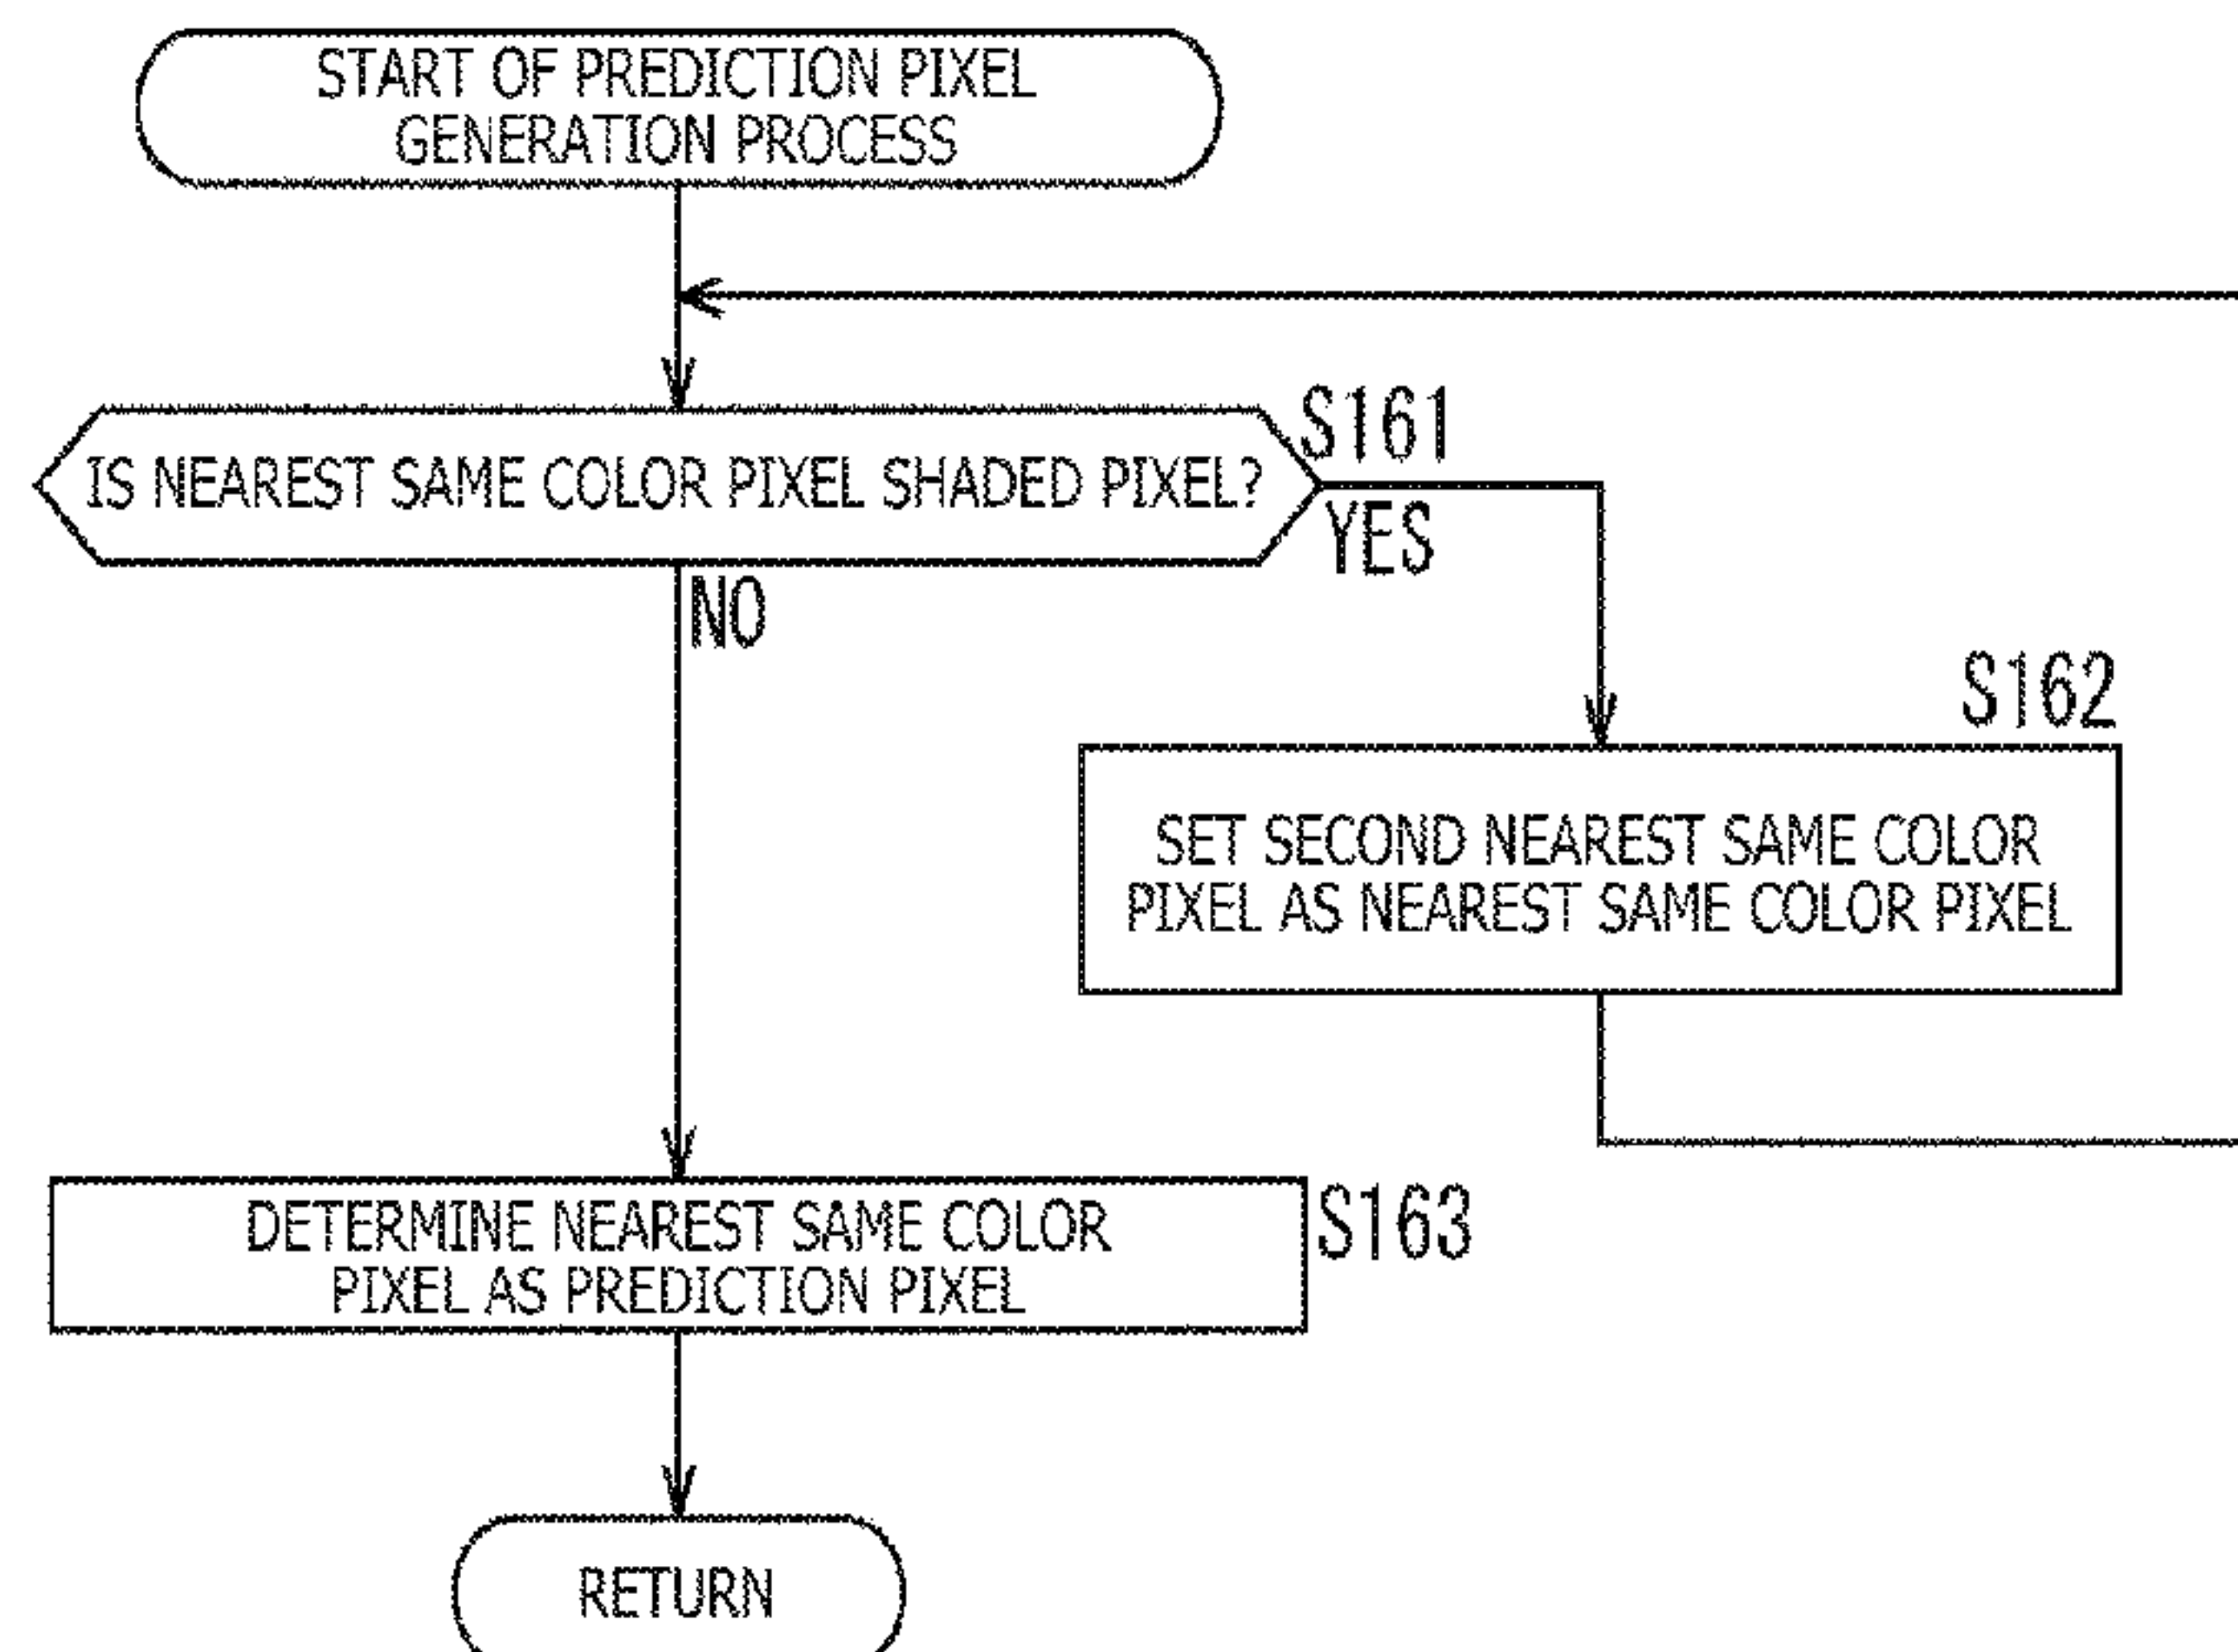 START OF PREDICTION PIXEL
GENERATION PROCESS
S161
IS NEAREST SAME COLOR PIXEL SHADED PIXEL?
YES
NO
S162
SET SECOND NEAREST SAME COLOR
PIXEL AS NEAREST SAME COLOR PIXEL
S163
DETERMINE NEAREST SAME COLOR
PIXEL AS PREDICTION PIXEL
RETURN